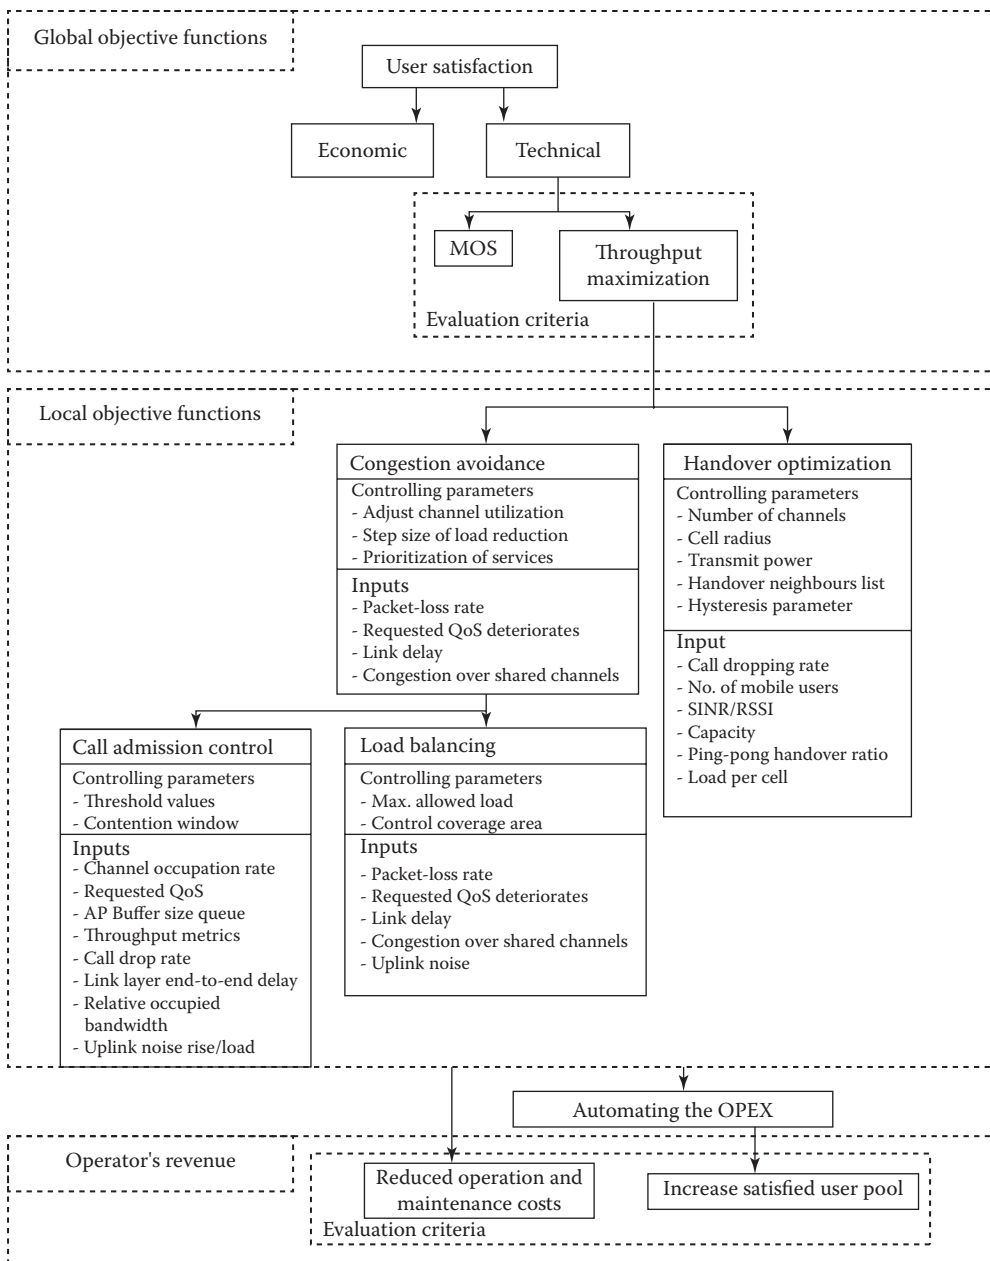 Global objective functions
User satisfaction
Economic
Technical
MOS
Throughput
maximization
Evaluation criteria
Local objective functions
Congestion avoidance
Controlling parameters
- Adjust channel utilization
- Step size of load reduction
- Prioritization of services
Inputs
- Packet-loss rate
- Requested QoS deteriorates
- Link delay
- Congestion over shared channels
Handover optimization
Controlling parameters
- Number of channels
- Cell radius
- Transmit power
- Handover neighbours list
- Hysteresis parameter
Input
- Call dropping rate
- No. of mobile users
- SINR/RSSI
- Capacity
- Ping-pong handover ratio
- Load per cell
Call admission control
Controlling parameters
- Threshold values
- Contention window
Inputs
- Channel occupation rate
- Requested QoS
- AP Buffer size queue
- Throughput metrics
- Call drop rate
- Link layer end-to-end delay
- Relative occupied
bandwidth
- Uplink noise rise/load
Load balancing
Controlling parameters
- Max. allowed load
- Control coverage area
Inputs
- Packet-loss rate
- Requested QoS deteriorates
- Link delay
- Congestion over shared channels
- Uplink noise
Automating the OPEX
Operator's revenue
Reduced operation and
maintenance costs
Increase satisfied user pool
Evaluation criteria